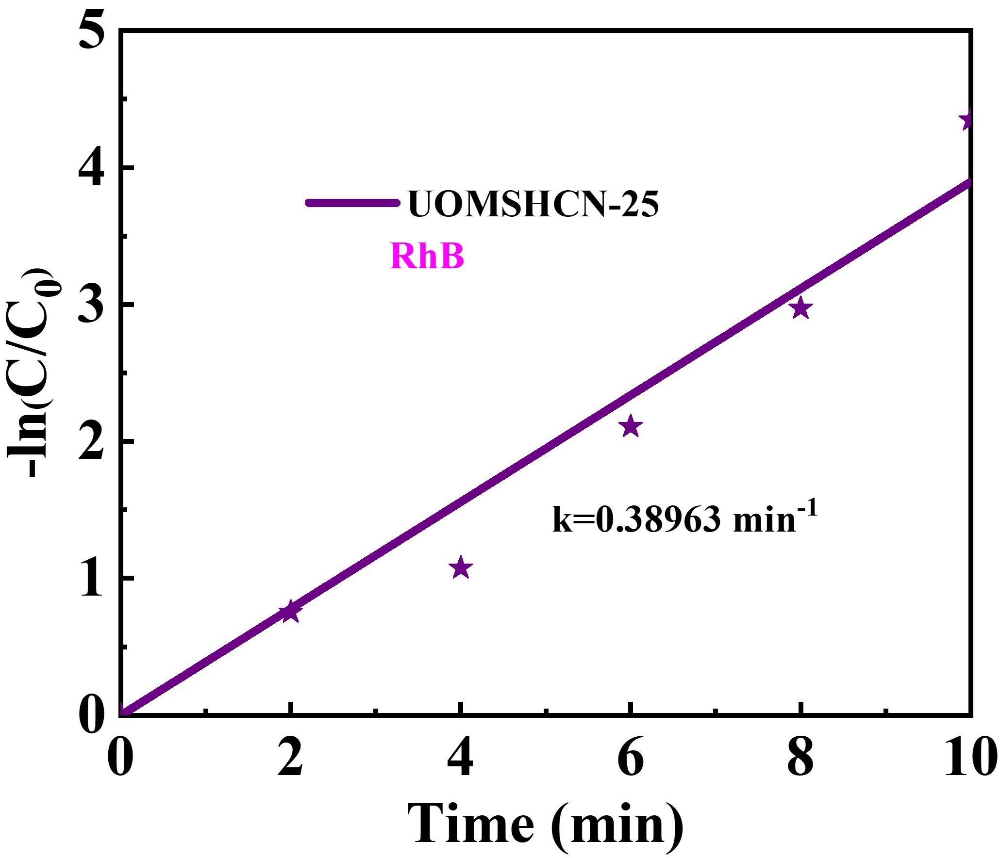 5
4
3
2
1
0
-ln(C/C₀)
UOMSHCN-25
RhB
k=0.38963 min⁻¹
0 2 4 6 8 10
Time (min)